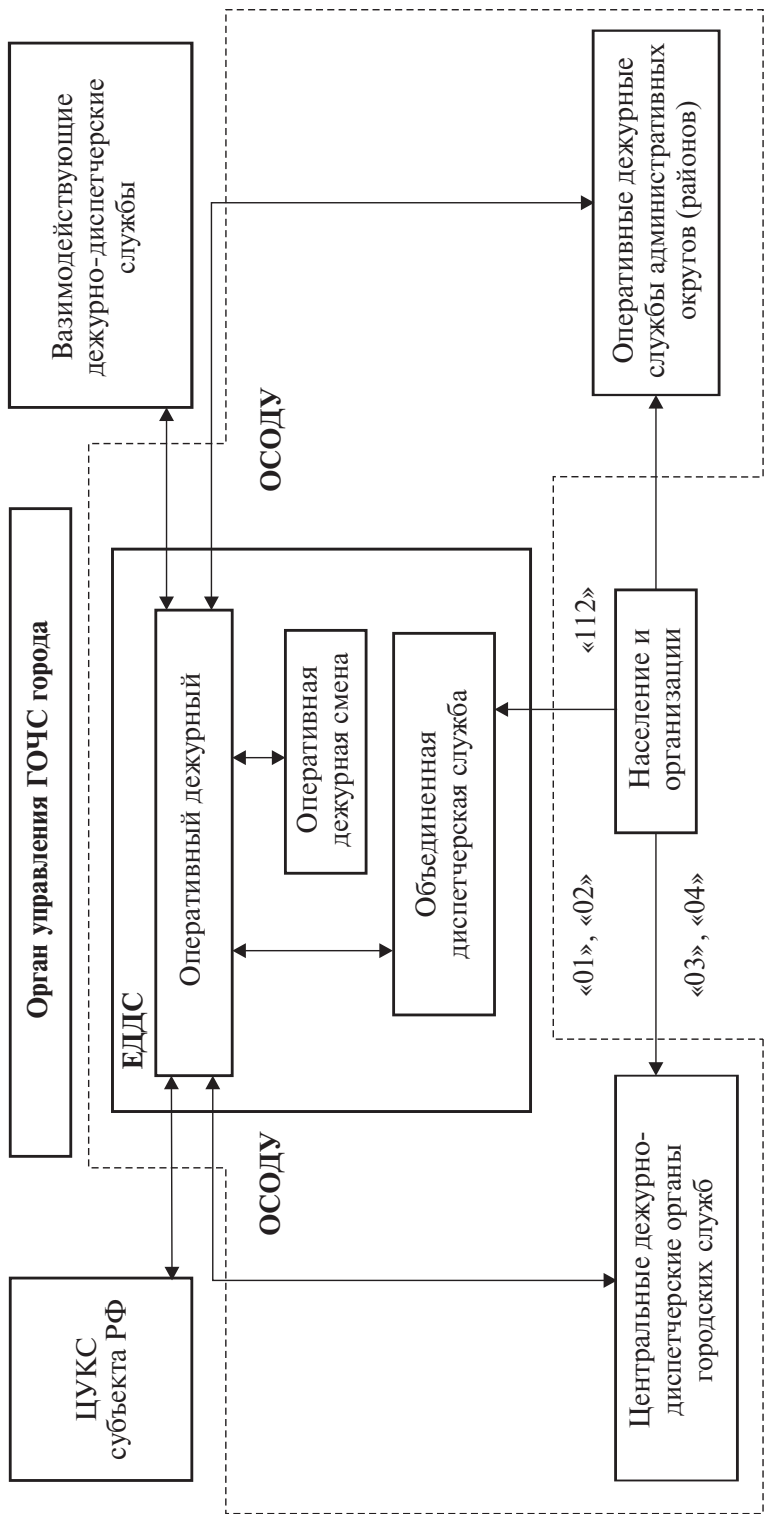 Орган управления ГОЧС города
ЦУКС
субъекта РФ
Вазимодействующие
дежурно-диспетчерские
службы
ЕДДС
Оперативный дежурный
ОСОДУ
ОСОДУ
Оперативная
дежурная смена
Объединенная
диспетчерская служба
«01», «02»
«03», «04»
«112»
Центральные дежурно-
диспетчерские органы
городских служб
Население и
организации
Оперативные дежурные
службы административных
округов (районов)